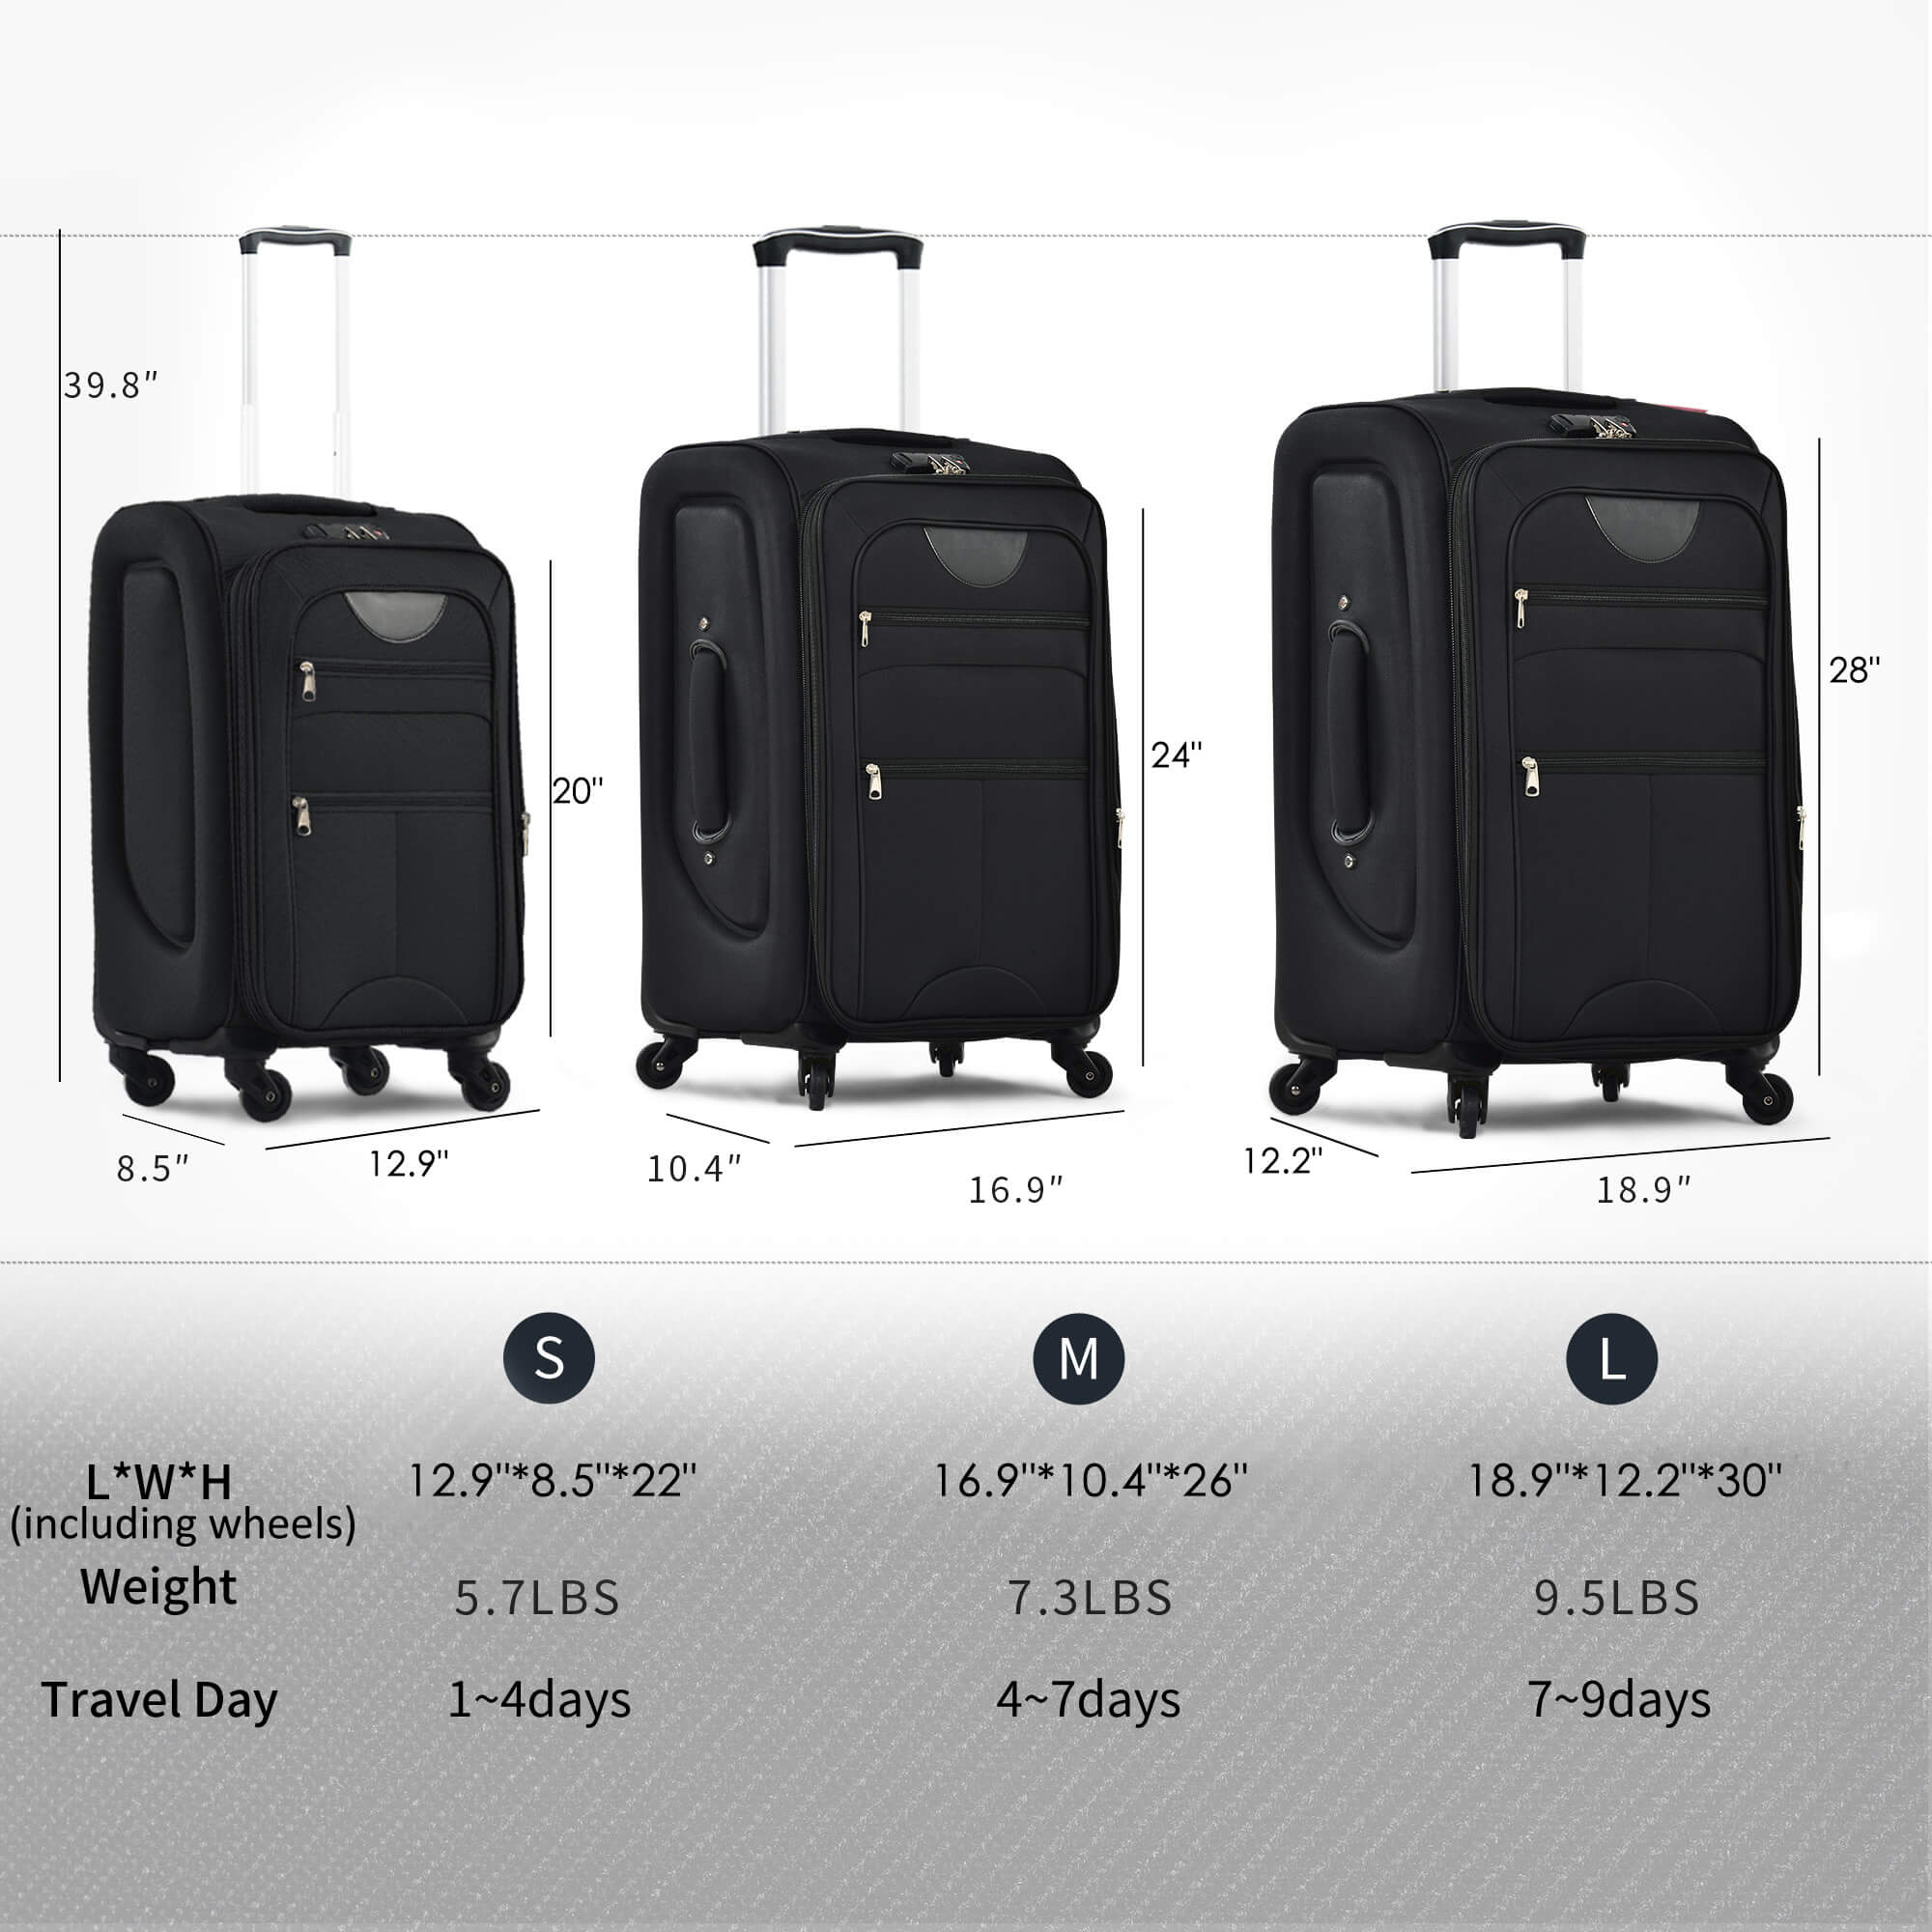 39.8"
20"
24"
28"
8.5"
12.9"
10.4"
16.9"
12.2"
18.9"
S M L
L*W*H 12.9"*8.5"*22" 16.9"*10.4"*26" 18.9"*12.2"*30"
(including wheels)
Weight 5.7LBS 7.3LBS 9.5LBS
Travel Day 1~4days 4~7days 7~9days